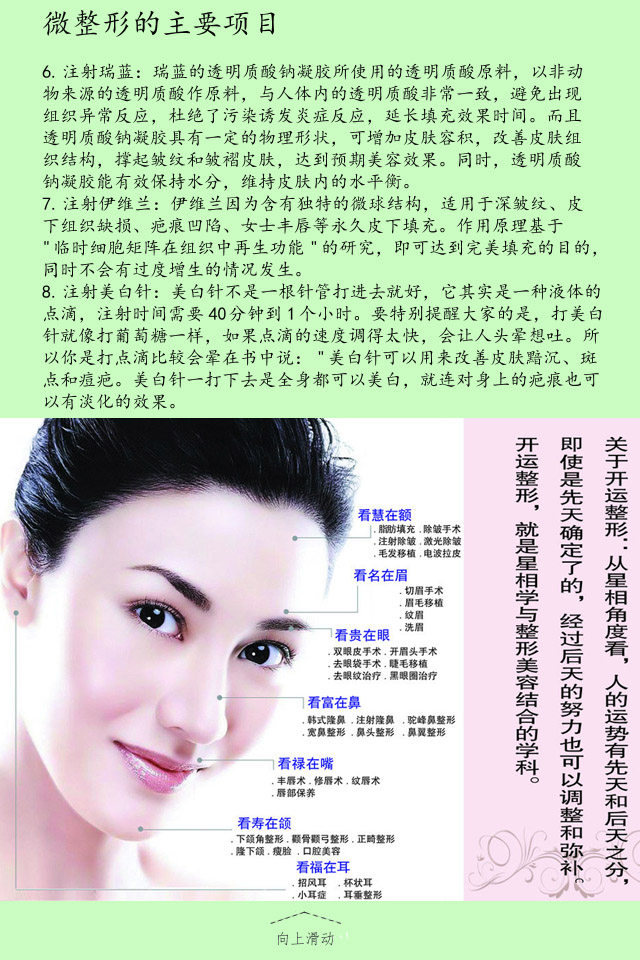 微整形的主要项目
6. 注射瑞蓝：瑞蓝的透明质酸钠凝胶所使用的透明质酸原料，以非动
物来源的透明质酸作原料，与人体内的透明质酸非常一致，避免出现
组织异常反应，杜绝了污染诱发炎症反应，延长填充效果时间。而且
透明质酸钠凝胶具有一定的物理形状，可增加皮肤容积，改善皮肤组
织结构，撑起皱纹和皱褶皮肤，达到预期美容效果。同时，透明质酸
钠凝胶能有效保持水分，维持皮肤内的水平衡。
7. 注射伊维兰：伊维兰因为含有独特的微球结构，适用于深皱纹、皮
下组织缺损、疤痕凹陷、女士丰唇等永久皮下填充。作用原理基于
"临时细胞矩阵在组织中再生功能"的研究，即可达到完美填充的目的，
同时不会有过度增生的情况发生。
8. 注射美白针：美白针不是一根针管打进去就好，它其实是一种液体的
点滴，注射时间需要40分钟到1个小时。要特别提醒大家的是，打美白
针就像打葡萄糖一样，如果点滴的速度调得太快，会让人头晕想吐。所
以你是打点滴比较会晕在书中说："美白针可以用来改善皮肤黯沉、斑
点和痘疤。美白针一打下去是全身都可以美白，就连对身上的疤痕也可
以有淡化的效果。
看慧在额
.脂肪填充 .除皱手术
.注射除皱 .激光除皱
.毛发移植 .电波拉皮
看名在眉
.切眉手术
.眉毛移植
.纹眉
.洗眉
看贵在眼
.双眼皮手术 .开眉头手术
.去眼袋手术 .睫毛移植
.去眼纹治疗 .黑眼圈治疗
看富在鼻
.韩式隆鼻 .注射隆鼻 .驼峰鼻整形
.宽鼻整形 .鼻头整形 .鼻翼整形
看禄在嘴
.丰唇术 .修唇术 .纹唇术
.唇部保养
看寿在颌
.下颌角整形 .颧骨颧弓整形 .正畸整形
.隆下颌 .瘦脸 .口腔美容
看福在耳
.招风耳 .杯状耳
.小耳症 .耳垂整形
关于开运整形：从星相角度看，人的运势有先天和后天之分，
即使是先天确定了的，经过后天的努力也可以调整和弥补。
开运整形，就是星相学与整形美容结合的学科。
向上滑动